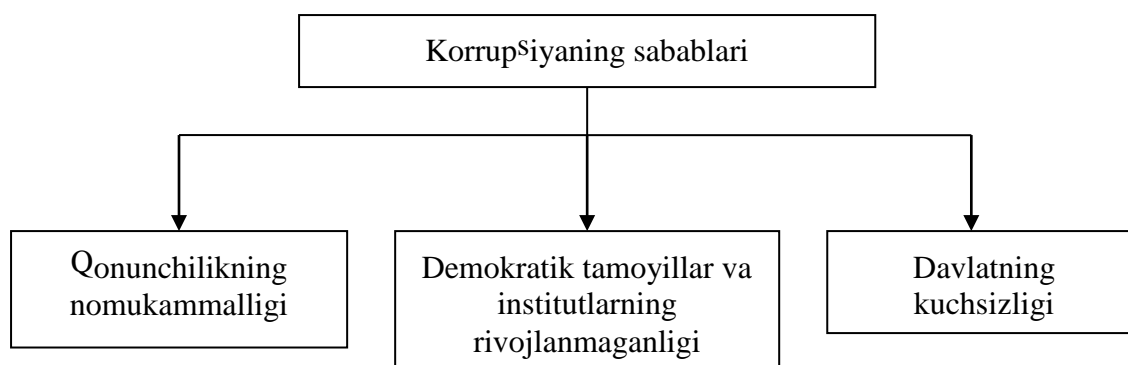 Korrupsiyaning sabablari
Qonunchilikning
nomukammalligi
Demokratik tamoyillar va
institutlarning
rivojlanmaganligi
Davlatning
kuchsizligi